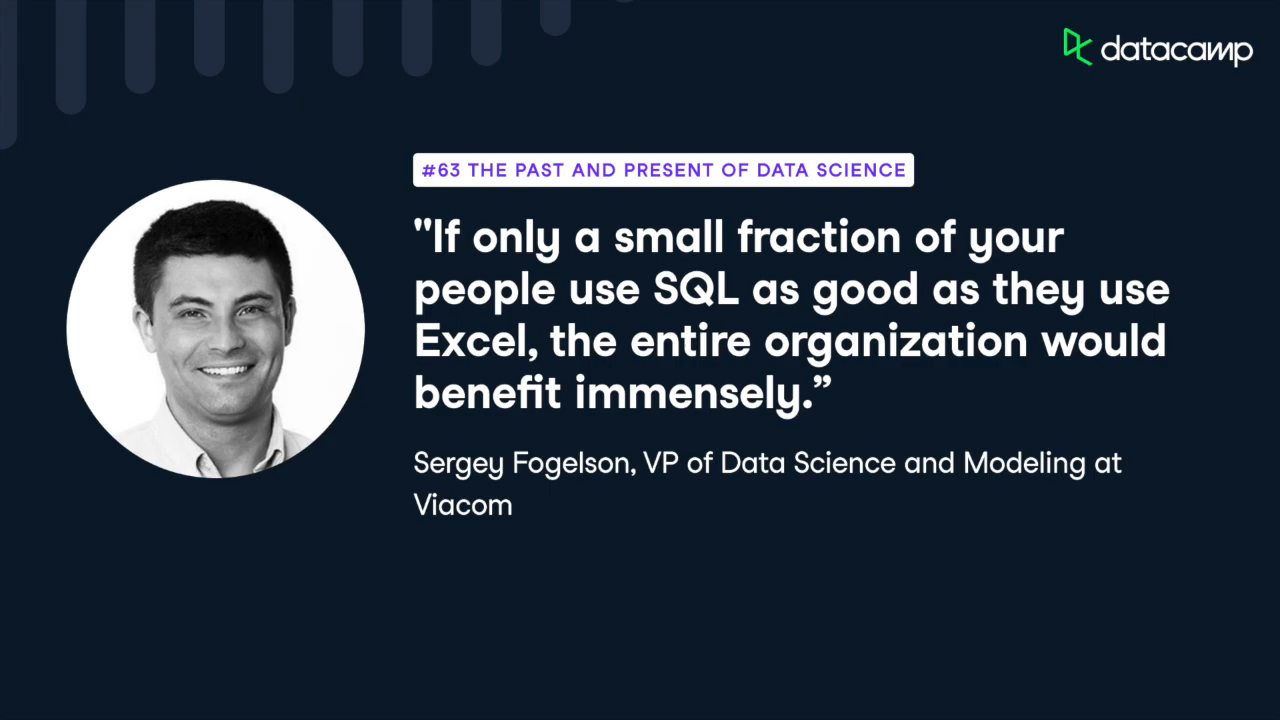 datacamp
#63 THE PAST AND PRESENT OF DATA SCIENCE
"If only a small fraction of your
people use SQL as good as they use
Excel, the entire organization would
benefit immensely.”
Sergey Fogelson, VP of Data Science and Modeling at
Viacom